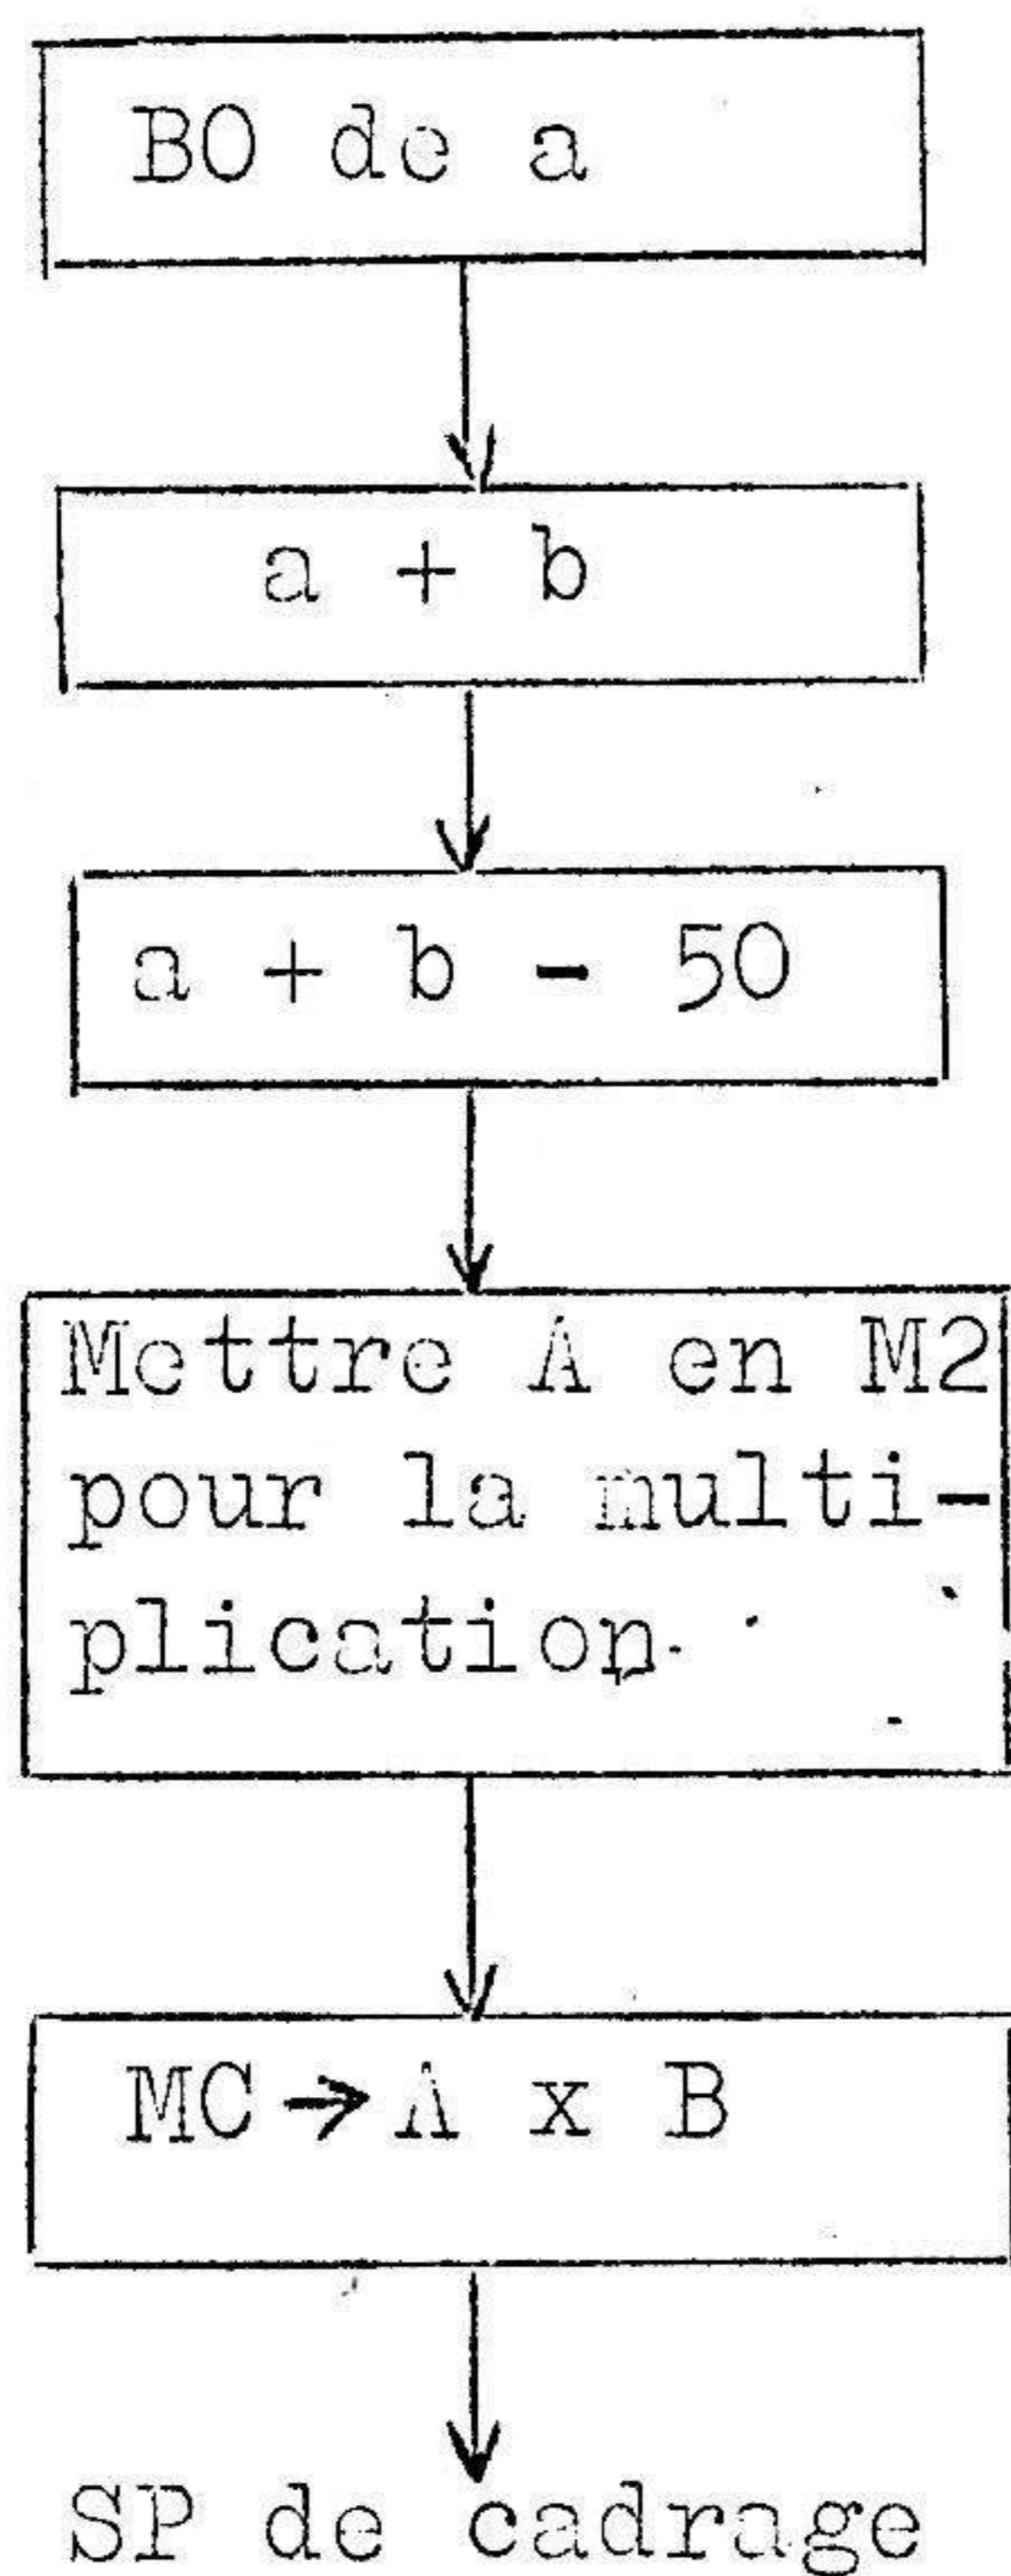 BO de a
a + b
a + b - 50
Mettre A en M2
pour la multi-
plication
MC → A x B
SP de cadrage